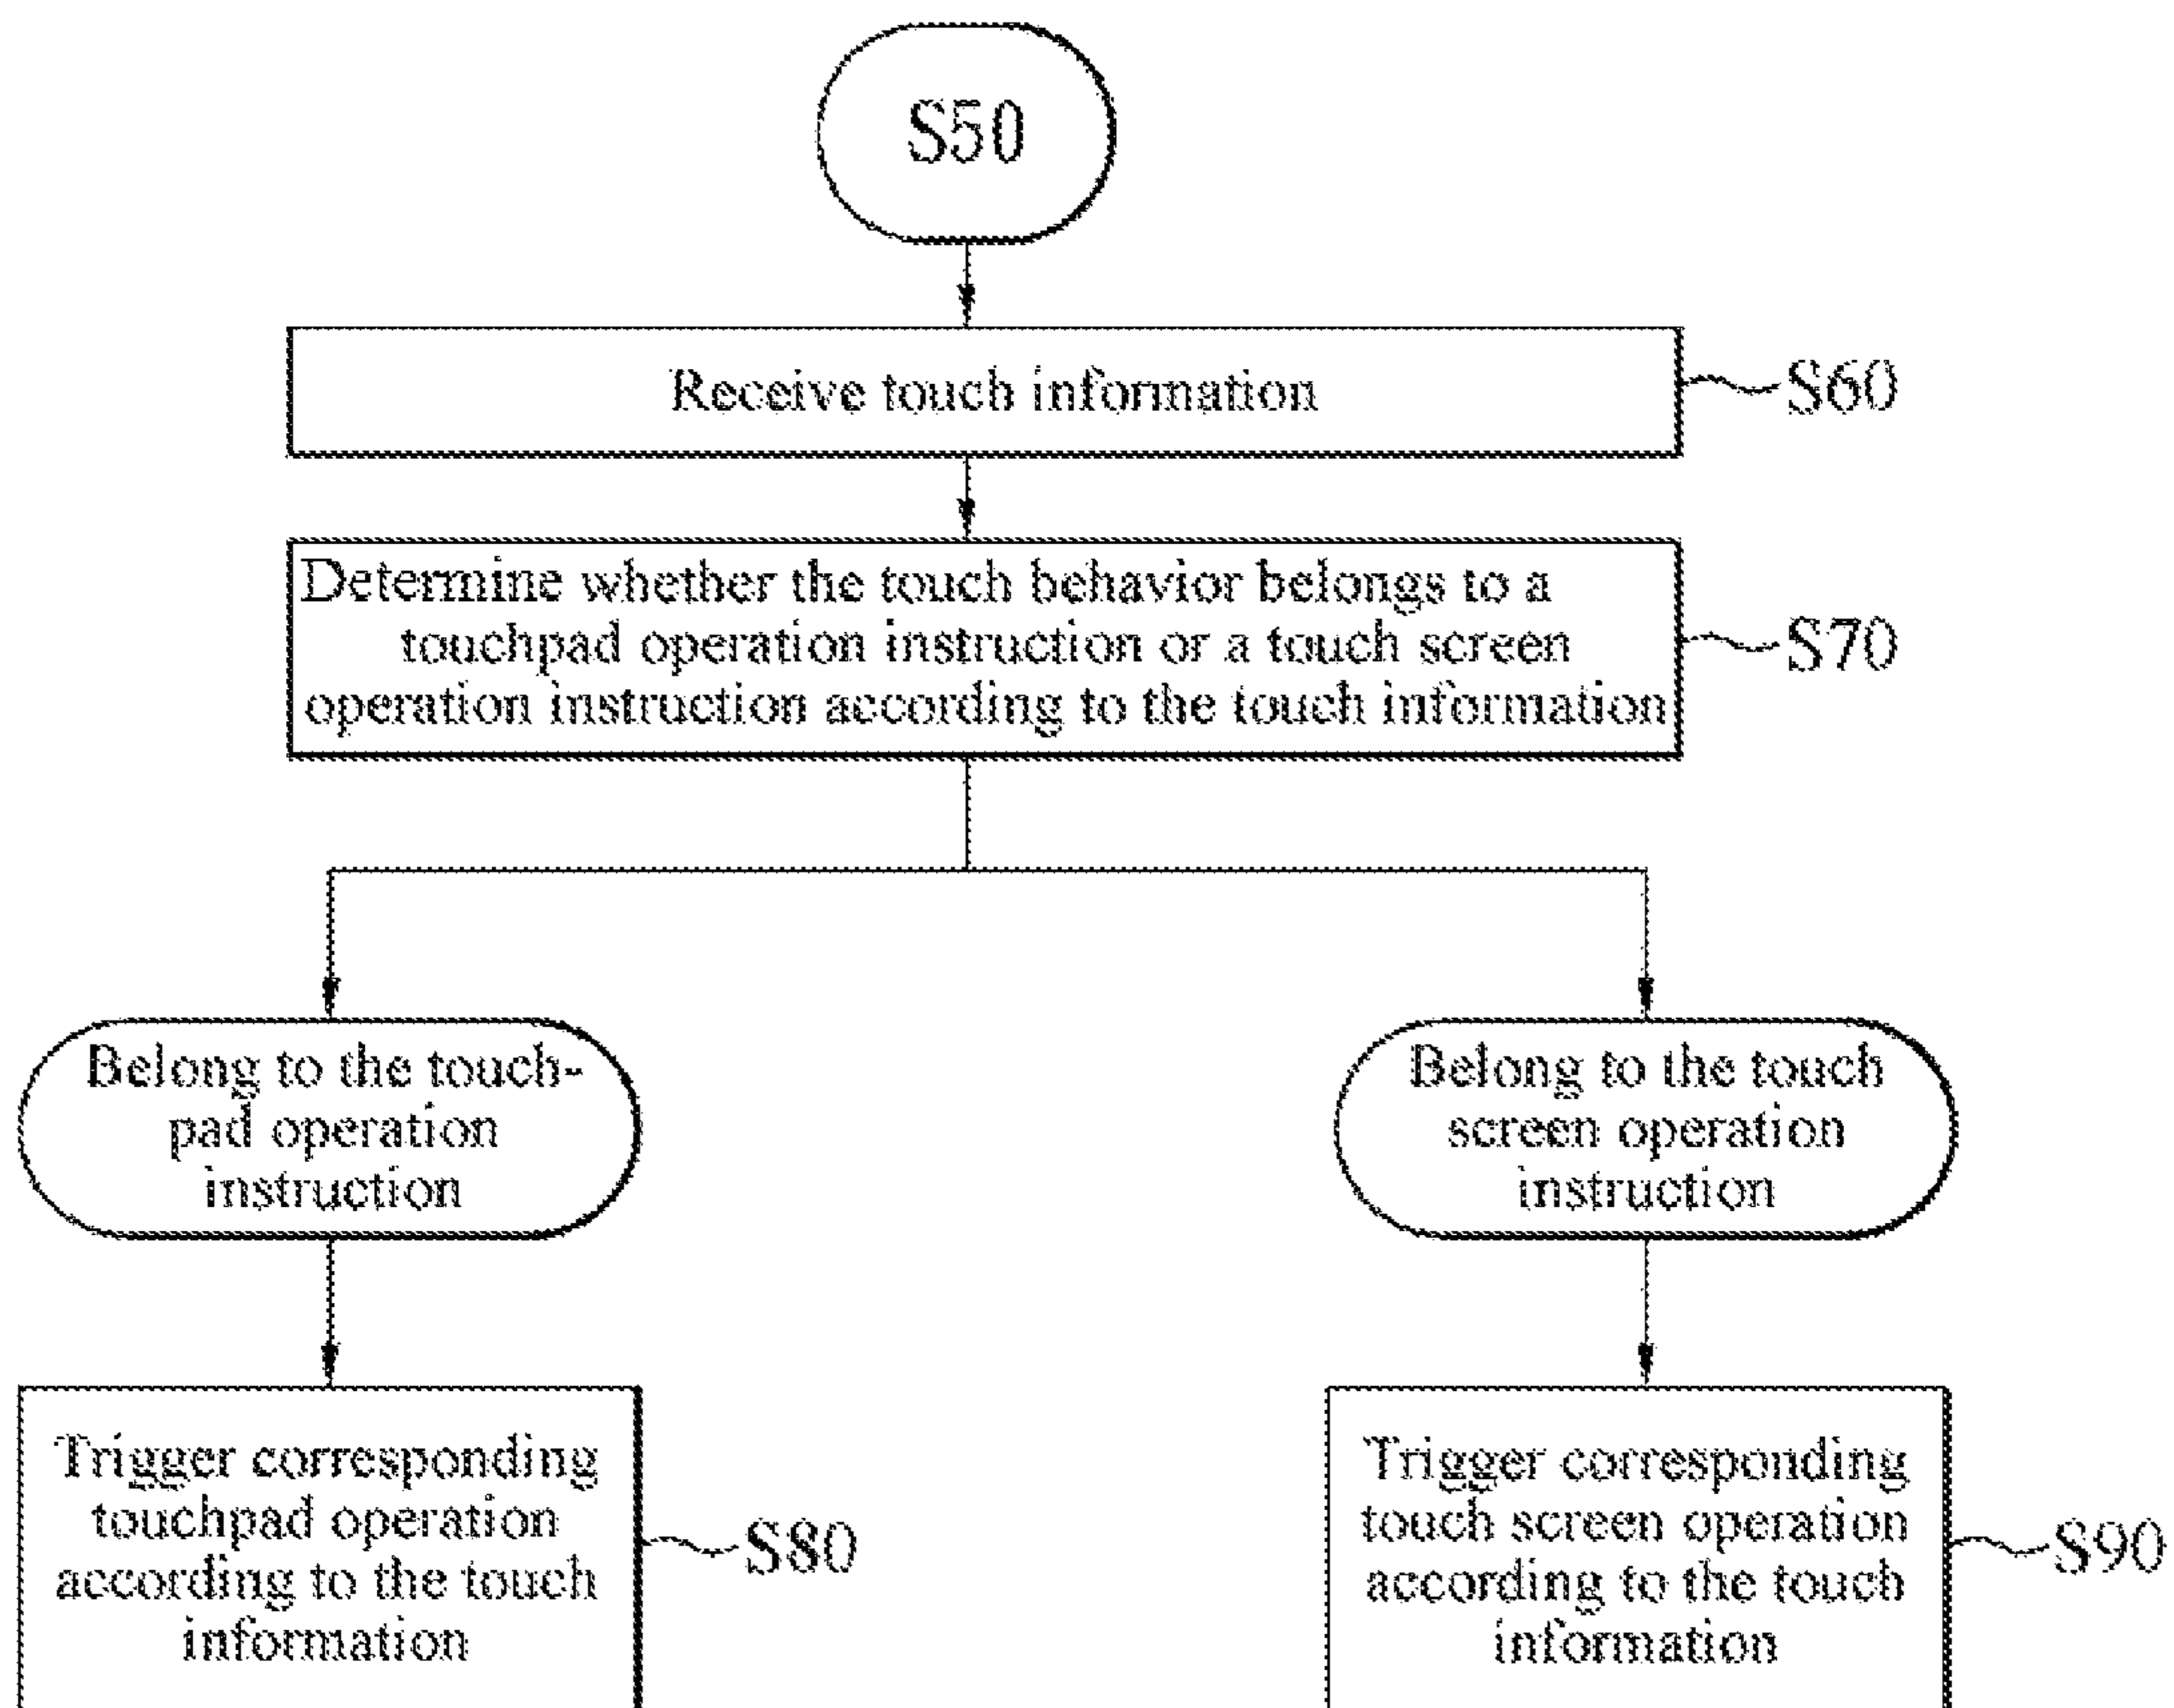 S50
Receive touch information
S60
Determine whether the touch behavior belongs to a
touchpad operation instruction or a touch screen
operation instruction according to the touch information
S70
Belong to the touch-
pad operation
instruction
Belong to the touch
screen operation
instruction
Trigger corresponding
touchpad operation
according to the touch
information
S80
Trigger corresponding
touch screen operation
according to the touch
information
S90